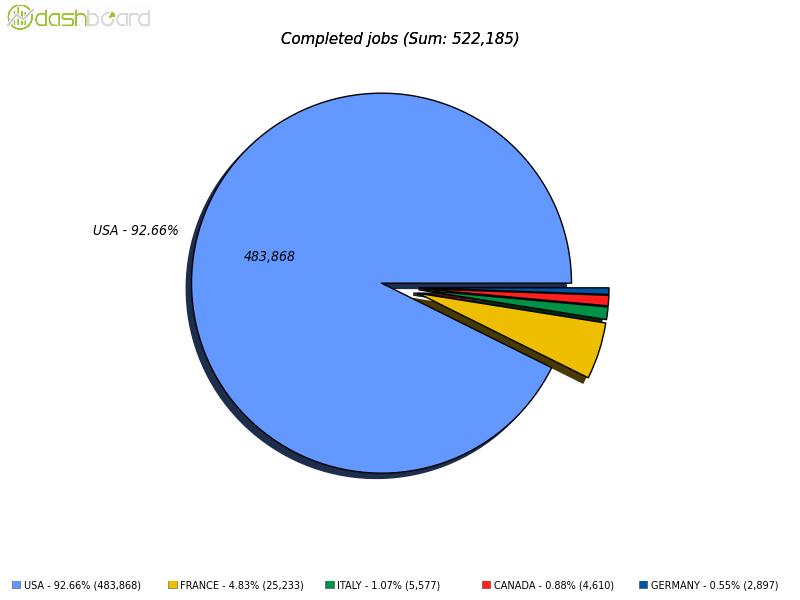 dashboard
Completed jobs (Sum: 522,185)
USA - 92.66%
483,868
USA - 92.66% (483,868)
FRANCE - 4.83% (25,233)
ITALY - 1.07% (5,577)
CANADA - 0.88% (4,610)
GERMANY - 0.55% (2,897)